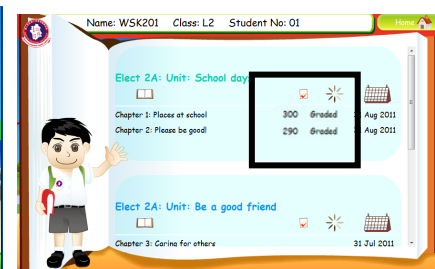 Name: WSK201 Class: L2 Student No: 01
Home
Elect 2A: Unit: School day
Chapter 1: Places at school 300 Graded Aug 2011
Chapter 2: Please be good! 290 Graded Aug 2011
Elect 2A: Unit: Be a good friend
Chapter 3: Caring for others 31 Jul 2011